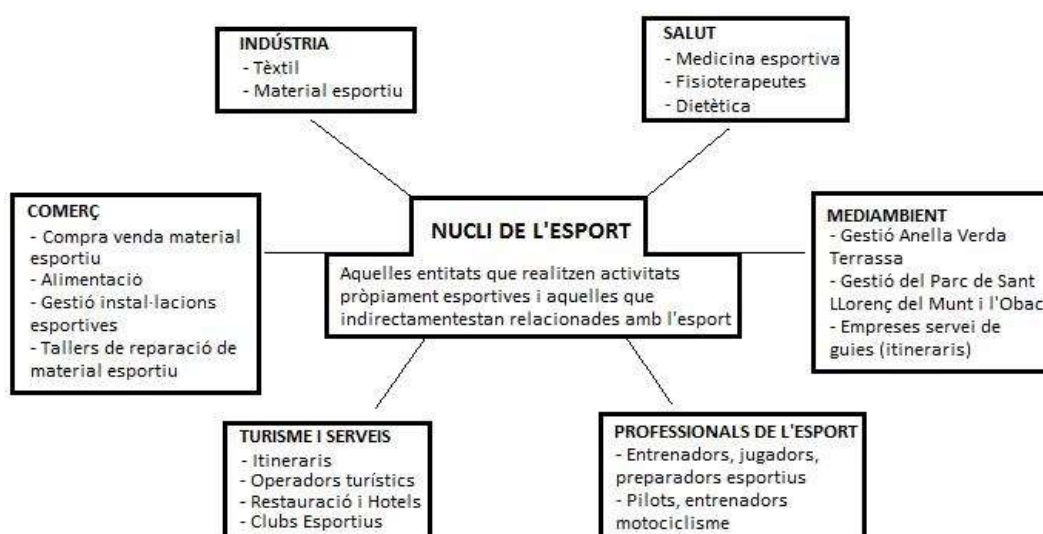 INDÚSTRIA
- Tèxtil
- Material esportiu
SALUT
- Medicina esportiva
- Fisioterapeutes
- Dietètica
COMERÇ
- Compra venda material
esportiu
- Alimentació
- Gestió instal·lacions
esportives
- Tallers de reparació de
material esportiu
NUCLI DE L'ESPORT
Aquelles entitats que realitzen activitats
pròpiament esportives i aquelles que
indirectamentestan relacionades amb l'esport
MEDIAMBIENT
- Gestió Anella Verda
Terrassa
- Gestió del Parc de Sant
LLorenç del Munt i l'Obac
- Empreses servei de
guies (itineraris)
TURISME I SERVEIS
- Itineraris
- Operadors turístics
- Restauració i Hotels
- Clubs Esportius
PROFESSIONALS DE L'ESPORT
- Entrenadors, jugadors,
preparadors esportius
- Pilots, entrenadors
motociclisme